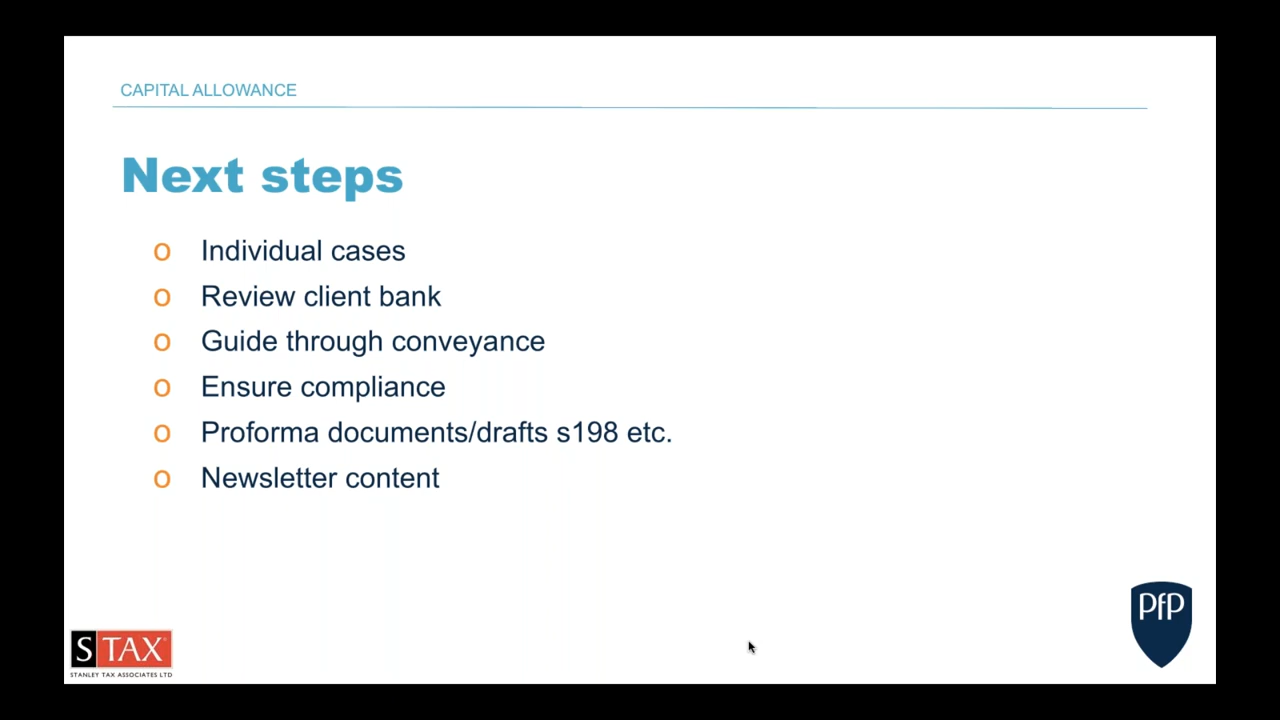 CAPITAL ALLOWANCE
Next steps
o Individual cases
o Review client bank
o Guide through conveyance
o Ensure compliance
o Proforma documents/drafts s198 etc.
o Newsletter content
PfP
STAX
STANLEY TAX ASSOCIATES LTD